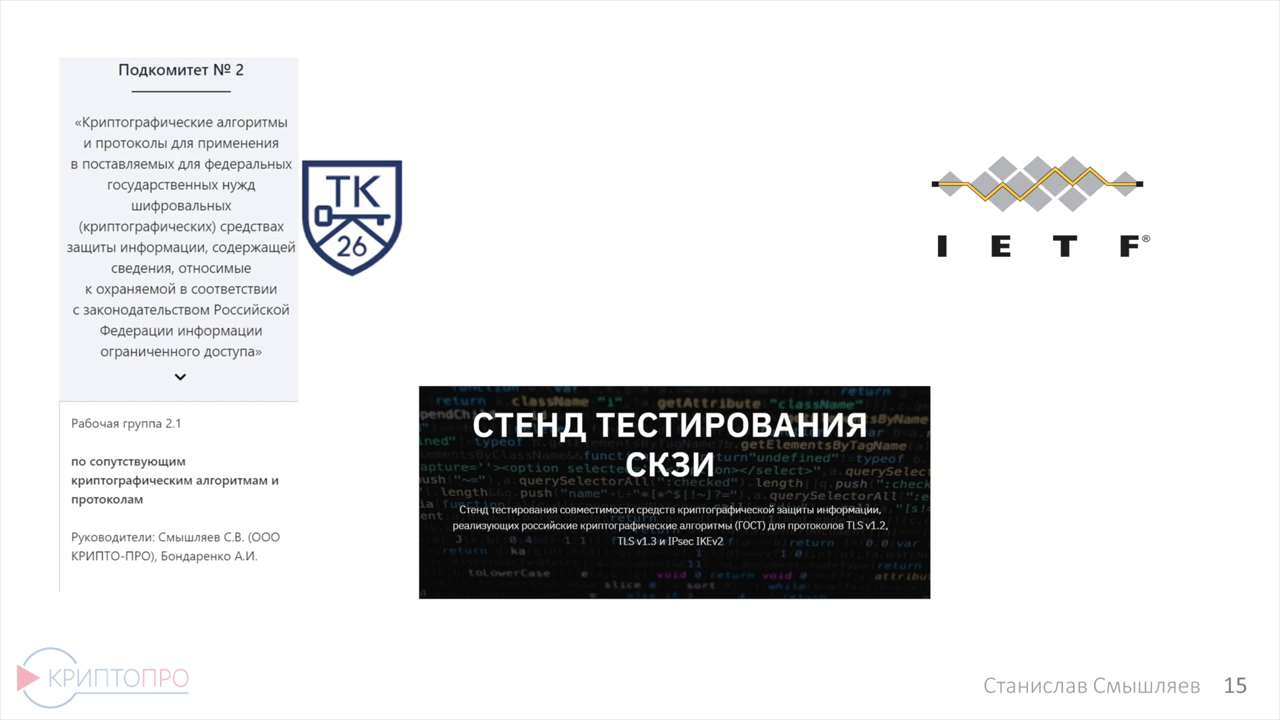 Подкомитет № 2
«Криптографические алгоритмы
и протоколы для применения
в поставляемых для федеральных
государственных нужд
шифровальных
(криптографических) средствах
защиты информации, содержащей
сведения, относимые
к охраняемой в соответствии
с законодательством Российской
Федерации информации
ограниченного доступа»
Рабочая группа 2.1
по сопутствующим
криптографическим алгоритмам и
протоколам
Руководители: Смышляев С.В. (ООО
КРИПТО-ПРО), Бондаренко А.И.
ТК
26
I E T F®
СТЕНД ТЕСТИРОВАНИЯ
СКЗИ
Стенд тестирования совместимости средств криптографической защиты информации,
реализующих российские криптографические алгоритмы (ГОСТ) для протоколов TLS v1.2,
TLS v1.3 и IPsec IKEv2
КРИПТОПРО
Станислав Смышляев 15